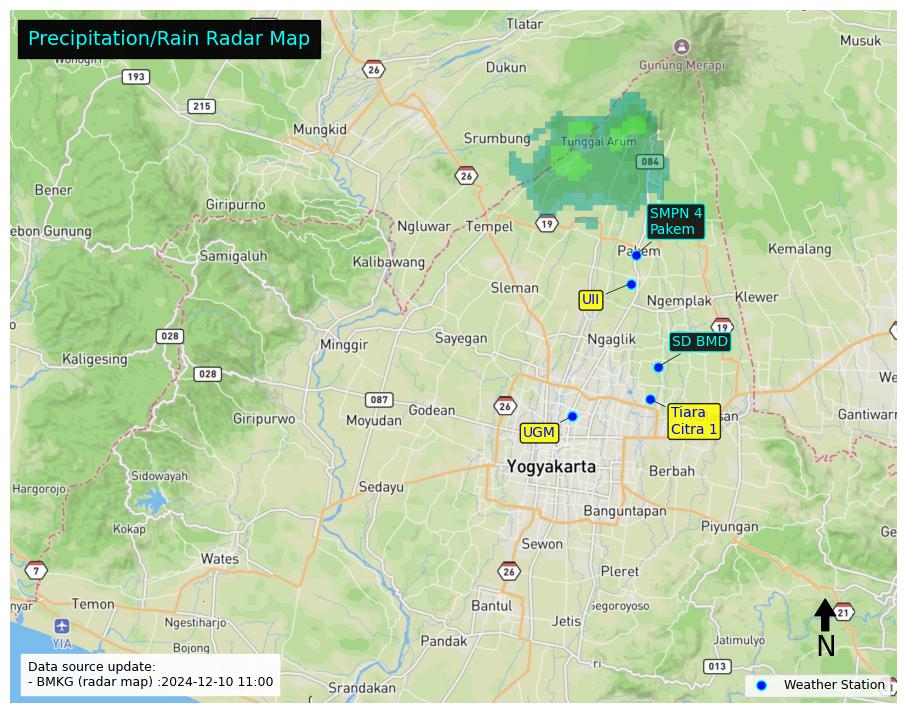 Precipitation/Rain Radar Map
Tlatar
Musuk
193
26
Dukun
Gunung Merapi
215
Mungkid
Srumbung
Tunggal Arum
084
26
Bener
Giripurno
SMPN 4
Pakem
ebon Gunung
Ngluwar
Tempel
19
Samigaluh
Kalibawang
Pakem
Kemalang
Sleman
UII
Ngemplak
Klewer
028
Minggir
Sayegan
Ngaglik
19
SD BMD
Kaligesing
028
We
087
Godean
26
Giripurwo
Moyudan
UGM
Tiara
Citra 1
san
Gantiwarn
Yogyakarta
Berbah
Sidowayah
Hargorojo
Sedayu
Banguntapan
Kokap
Piyungan
Ge
Sewon
Wates
7
26
Pleret
nyar
Temon
Bantul
Segoroyoso
21
Ngestiharjo
Jetis
YIA
Bojong
Pandak
Jatimulyo
N
ri
013
Data source update:
- BMKG (radar map) :2024-12-10 11:00
Srandakan
Weather Station